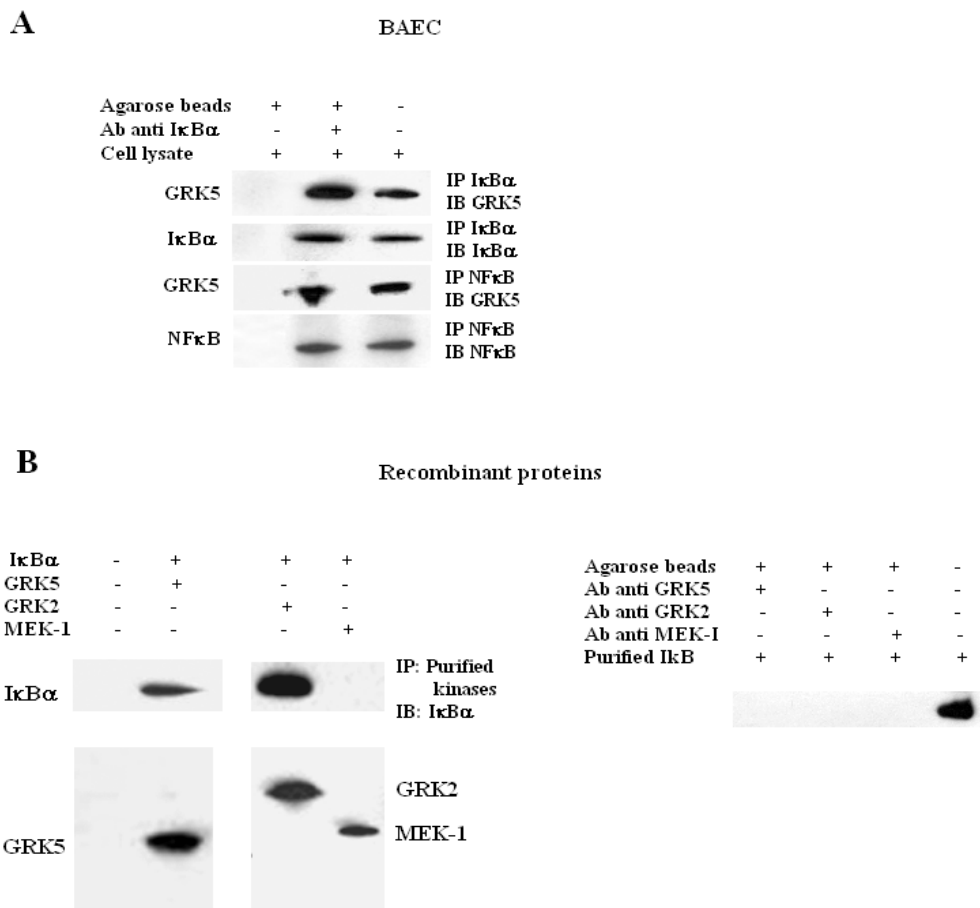 A
BAEC
Agarose beads + + -
Ab anti IκBα - + -
Cell lysate + + +
GRK5 IP IκBα
IB GRK5
IκBα IP IκBα
IB IκBα
GRK5 IP NFκB
IB GRK5
NFκB IP NFκB
IB NFκB
B
Recombinant proteins
IκBα - + + +
GRK5 - + - -
GRK2 - - + -
MEK-1 - - - +
IκBα
IP: Purified
kinases
IB: IκBα
GRK5
GRK2
MEK-1
Agarose beads + + + -
Ab anti GRK5 + - - -
Ab anti GRK2 - + - -
Ab anti MEK-I - - + -
Purified IkB + + + +